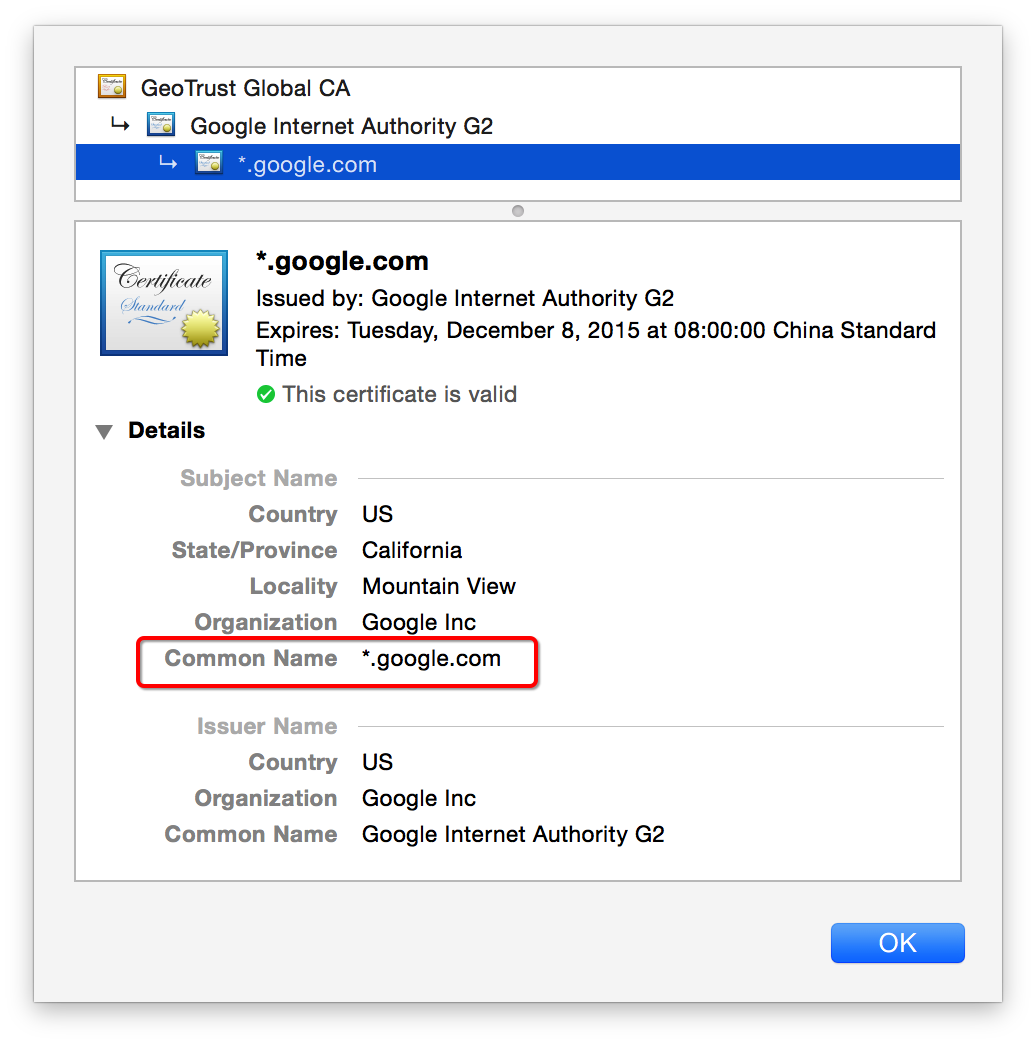 GeoTrust Global CA
Google Internet Authority G2
*.google.com
Certificate
Standard
*.google.com
Issued by: Google Internet Authority G2
Expires: Tuesday, December 8, 2015 at 08:00:00 China Standard
Time
This certificate is valid
Details
Subject Name
Country US
State/Province California
Locality Mountain View
Organization Google Inc
Common Name *.google.com
Issuer Name
Country US
Organization Google Inc
Common Name Google Internet Authority G2
OK